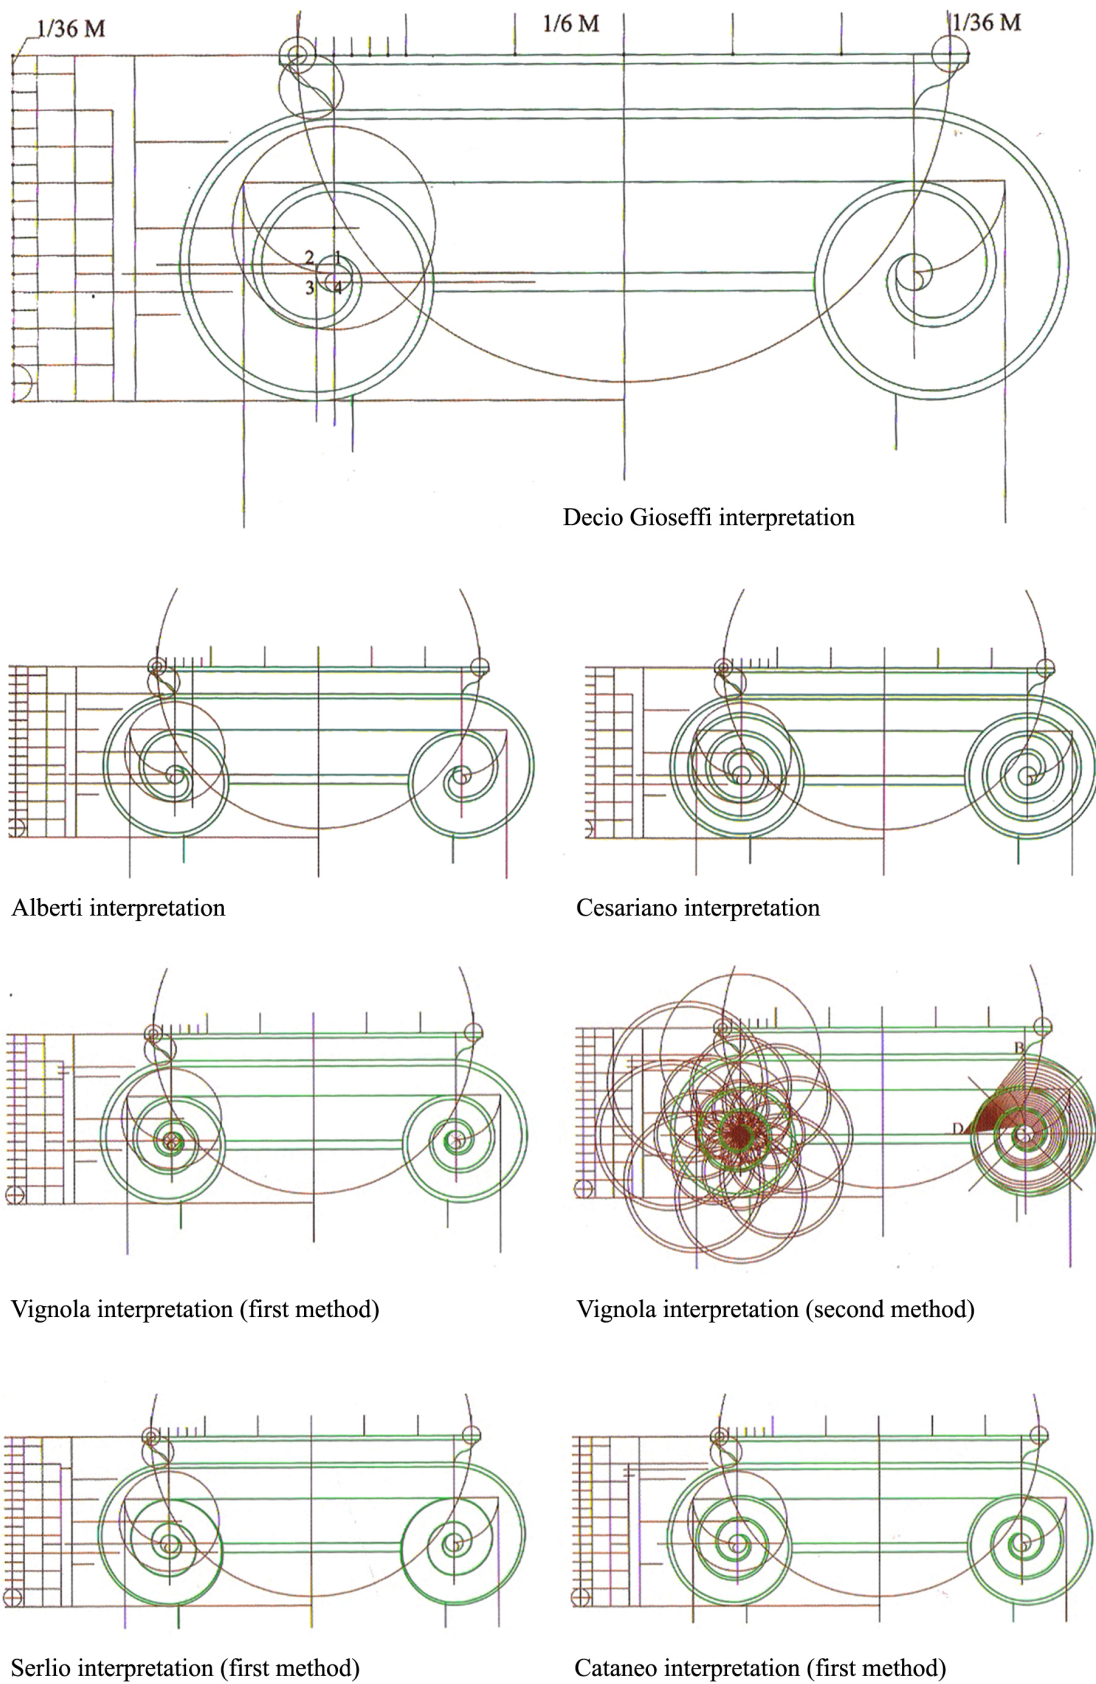 1/36 M
1/6 M
1/36 M
2 1
3 4
Decio Gioseffi interpretation
Alberti interpretation
Cesariano interpretation
B
D
Vignola interpretation (first method)
Vignola interpretation (second method)
Serlio interpretation (first method)
Cataneo interpretation (first method)